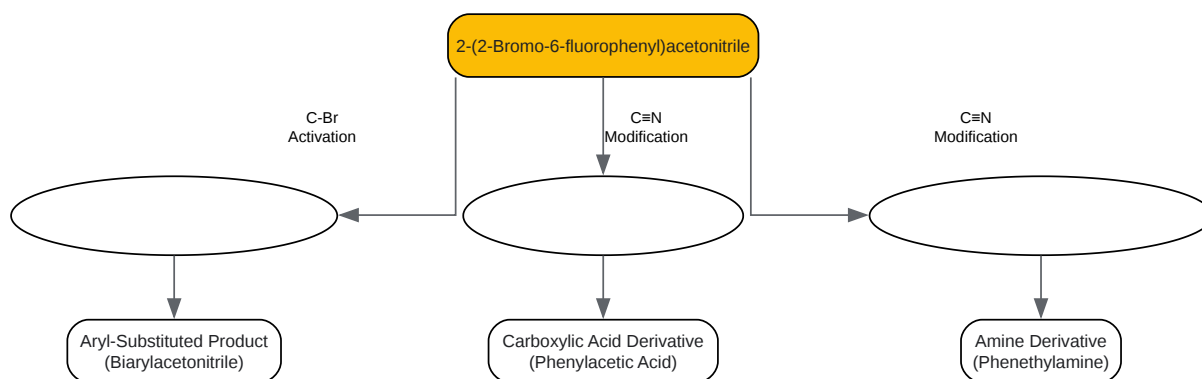 2-(2-Bromo-6-fluorophenyl)acetonitrile
C-Br
Activation
C≡N
Modification
C≡N
Modification
Aryl-Substituted Product
(Biarylacetonitrile)
Carboxylic Acid Derivative
(Phenylacetic Acid)
Amine Derivative
(Phenethylamine)